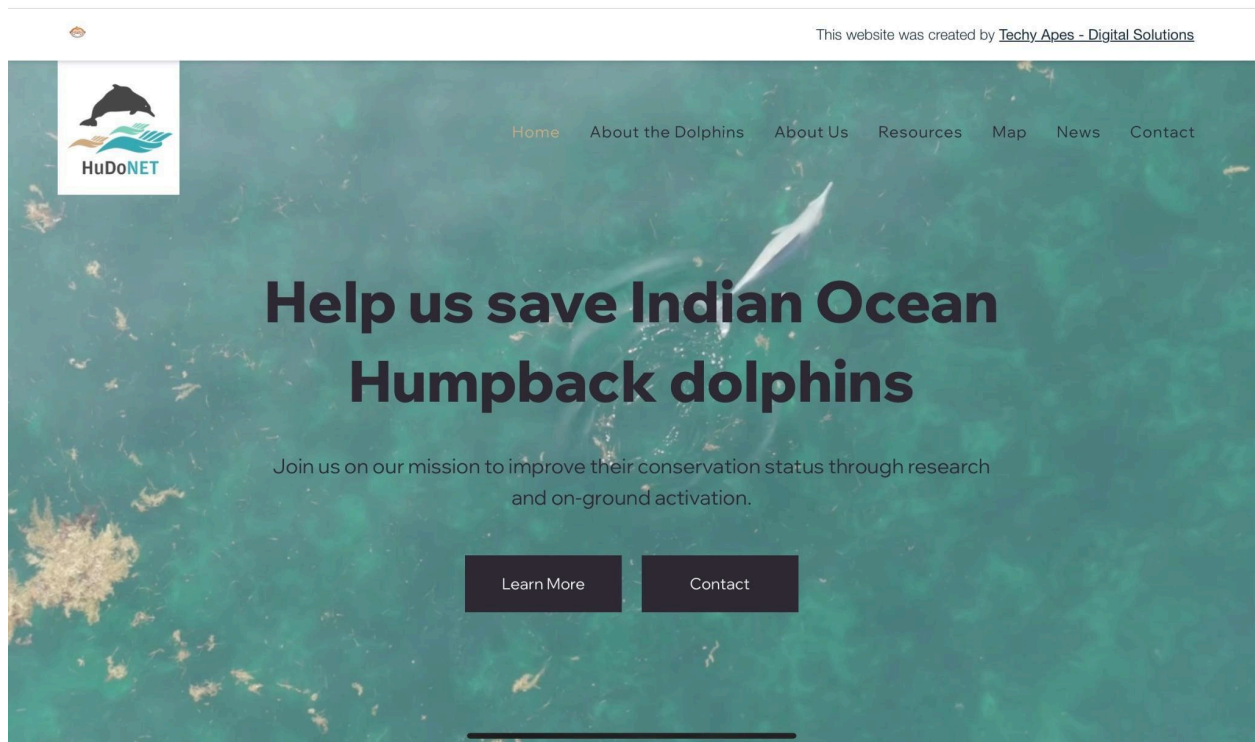 This website was created by Techy Apes - Digital Solutions
HuDoNET
Home About the Dolphins About Us Resources Map News Contact
Help us save Indian Ocean
Humpback dolphins
Join us on our mission to improve their conservation status through research
and on-ground activation.
Learn More Contact